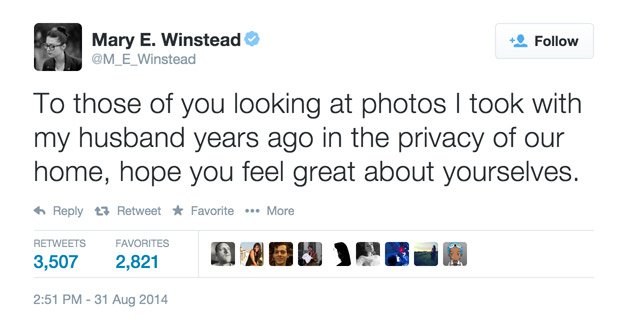 Mary E. Winstead
@M_E_Winstead
Follow
To those of you looking at photos I took with
my husband years ago in the privacy of our
home, hope you feel great about yourselves.
Reply Retweet Favorite More
RETWEETS FAVORITES
3,507 2,821
2:51 PM - 31 Aug 2014